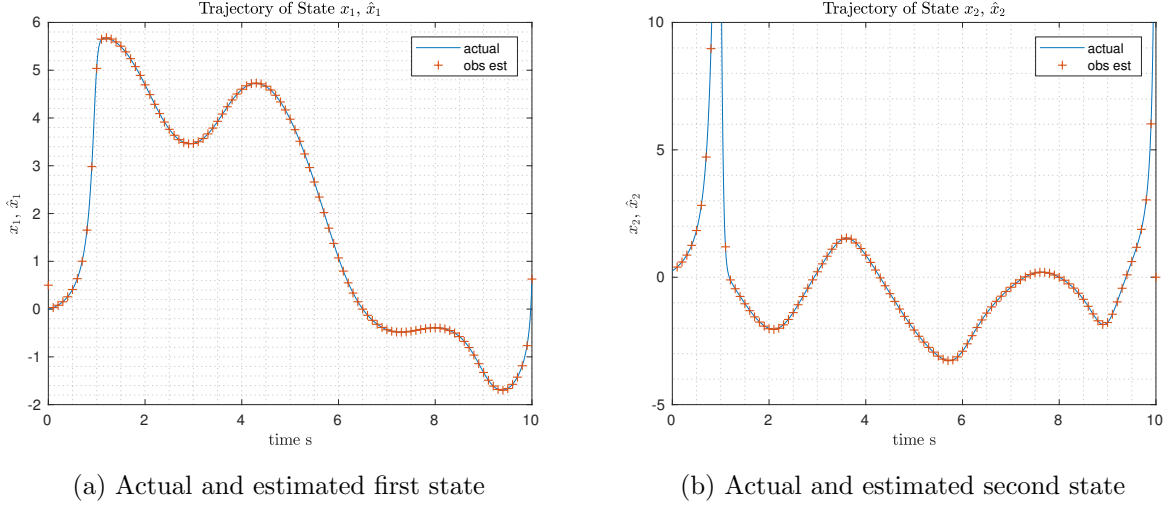 Trajectory of State x₁, x̂₁
6
5
4
3
2
1
0
-1
-2
x₁, x̂₁
actual
obs est
0 2 4 6 8 10
time s
(a) Actual and estimated first state
Trajectory of State x₂, x̂₂
10
5
0
-5
x₂, x̂₂
actual
obs est
0 2 4 6 8 10
time s
(b) Actual and estimated second state